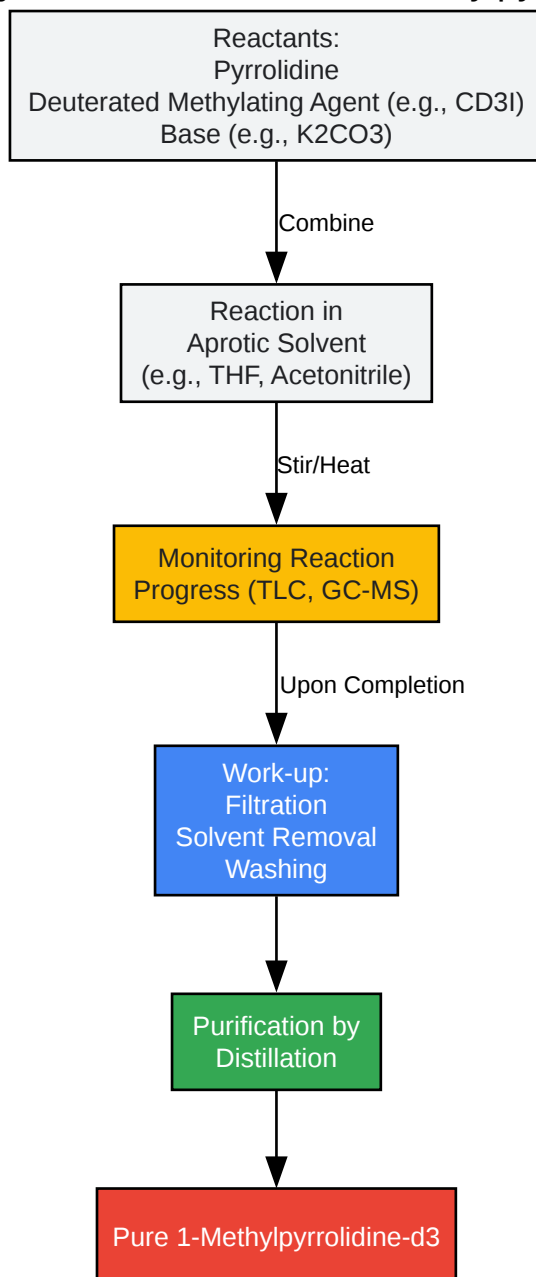 Reactants:
Pyrrolidine
Deuterated Methylating Agent (e.g., CD3I)
Base (e.g., K2CO3)
Combine
Reaction in
Aprotic Solvent
(e.g., THF, Acetonitrile)
Stir/Heat
Monitoring Reaction
Progress (TLC, GC-MS)
Upon Completion
Work-up:
Filtration
Solvent Removal
Washing
Purification by
Distillation
Pure 1-Methylpyrrolidine-d3